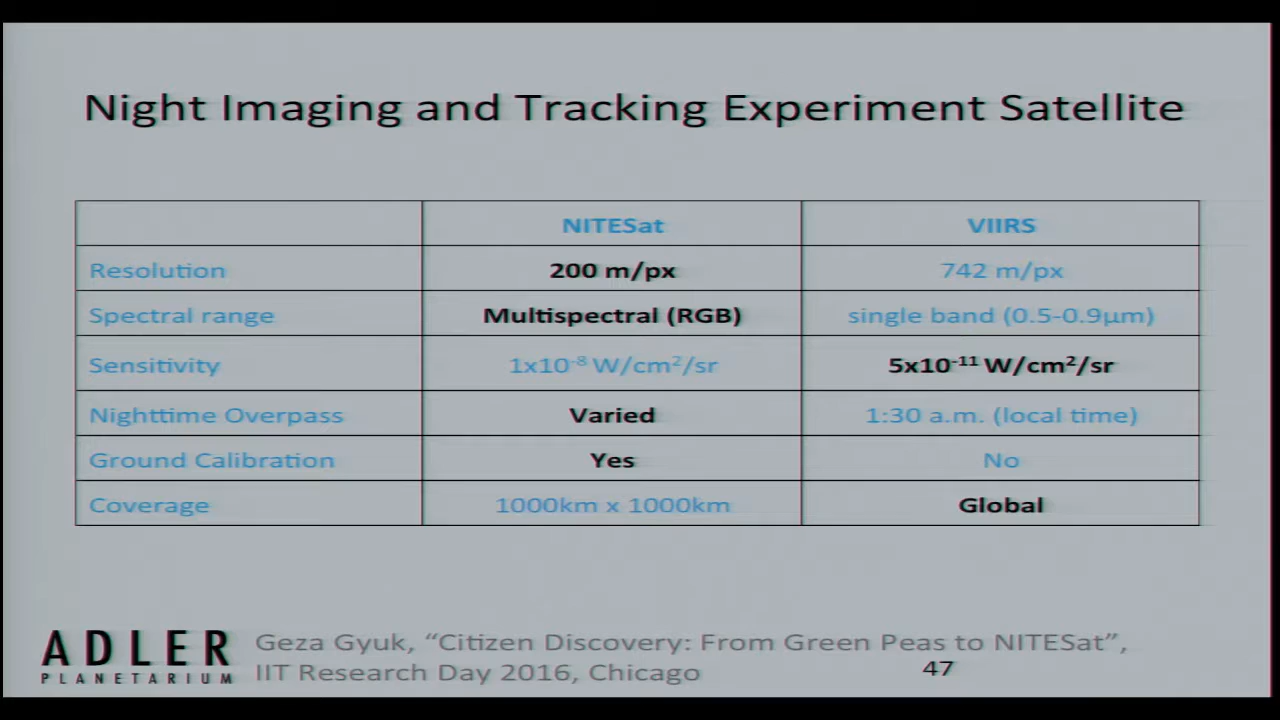 Night Imaging and Tracking Experiment Satellite
NITESat VIIRS
Resolution 200 m/px 742 m/px
Spectral range Multispectral (RGB) single band (0.5-0.9μm)
Sensitivity 1x10⁻⁸ W/cm²/sr 5x10⁻¹¹ W/cm²/sr
Nighttime Overpass Varied 1:30 a.m. (local time)
Ground Calibration Yes No
Coverage 1000km x 1000km Global
ADLER
PLANETARIUM
Geza Gyuk, “Citizen Discovery: From Green Peas to NITESat”,
IIT Research Day 2016, Chicago
47